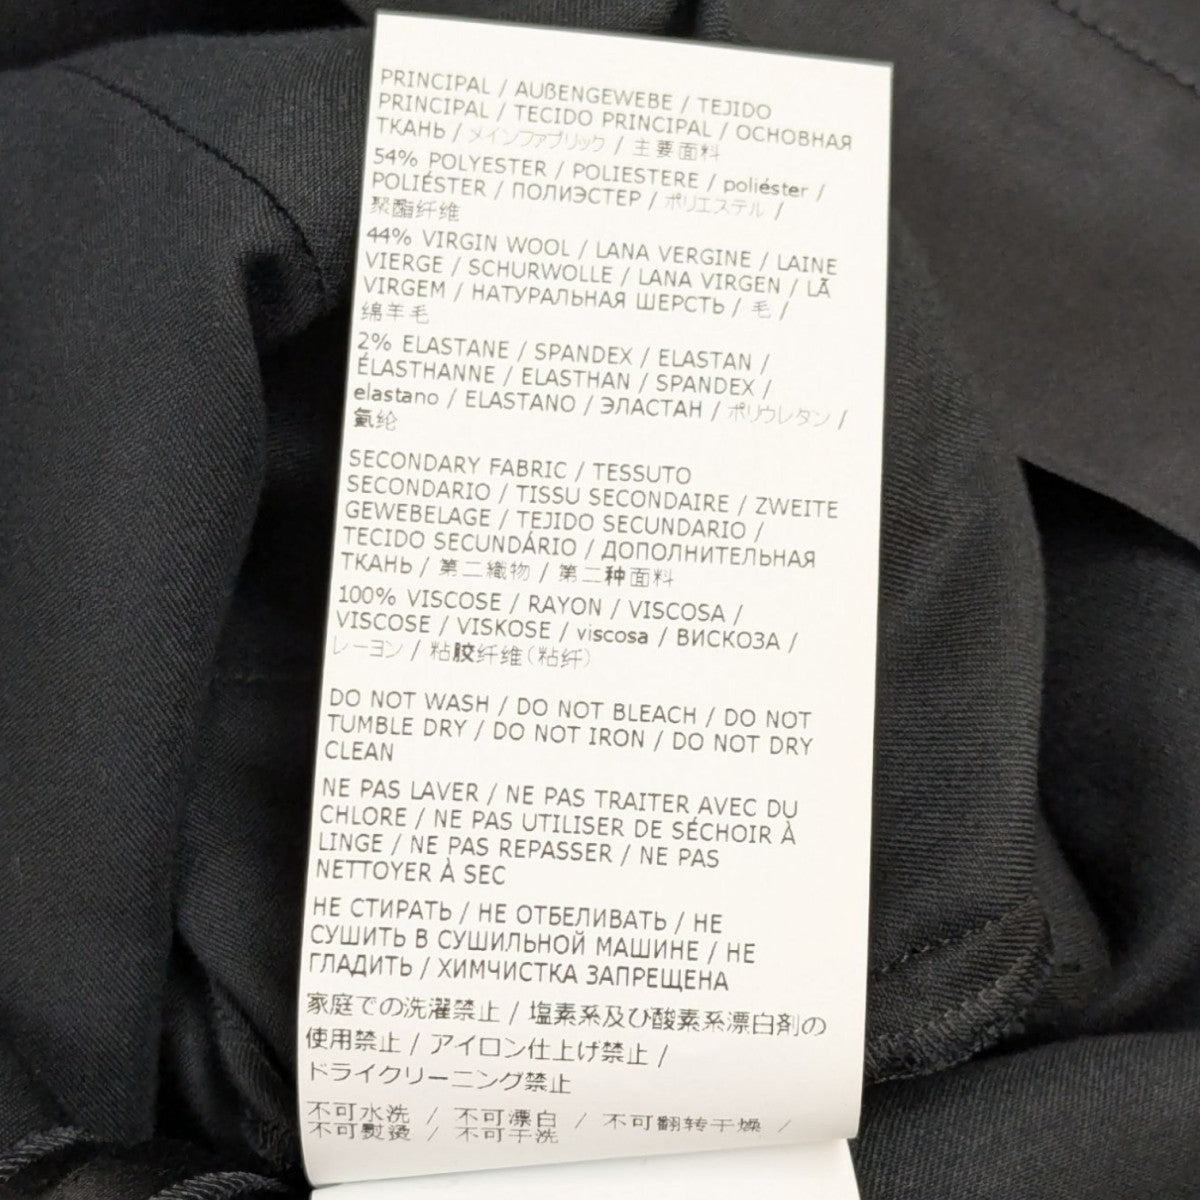 PRINCIPAL / AUßENGEWEBE / TEJIDO
PRINCIPAL / TECIDO PRINCIPAL / ОСНОВНАЯ
ТКАНЬ / メインファブリック / 主要面料
54% POLYESTER / POLIESTERE / poliéster /
POLIÉSTER / ПОЛИЭСТЕР / ポリエステル /
聚酯纤维
44% VIRGIN WOOL / LANA VERGINE / LAINE
VIERGE / SCHURWOLLE / LANA VIRGEN / LÃ
VIRGEM / НАТУРАЛЬНАЯ ШЕРСТЬ / 毛 /
绵羊毛
2% ELASTANE / SPANDEX / ELASTAN /
ÉLASTHANNE / ELASTHAN / SPANDEX /
elastano / ELASTANO / ЭЛАСТАН / ポリウレタン /
氨纶
SECONDARY FABRIC / TESSUTO
SECONDARIO / TISSU SECONDAIRE / ZWEITE
GEWEBELAGE / TEJIDO SECUNDARIO /
TECIDO SECUNDÁRIO / ДОПОЛНИТЕЛЬНАЯ
ТКАНЬ / 第二織物 / 第二种面料
100% VISCOSE / RAYON / VISCOSA /
VISCOSE / VISKOSE / viscosa / ВИСКОЗА /
レーヨン / 粘胶纤维(粘纤)
DO NOT WASH / DO NOT BLEACH / DO NOT
TUMBLE DRY / DO NOT IRON / DO NOT DRY
CLEAN
NE PAS LAVER / NE PAS TRAITER AVEC DU
CHLORE / NE PAS UTILISER DE SÉCHOIR À
LINGE / NE PAS REPASSER / NE PAS
NETTOYER À SEC
НЕ СТИРАТЬ / НЕ ОТБЕЛИВАТЬ / НЕ
СУШИТЬ В СУШИЛЬНОЙ МАШИНЕ / НЕ
ГЛАДИТЬ / ХИМЧИСТКА ЗАПРЕЩЕНА
家庭での洗濯禁止 / 塩素系及び酸素系漂白剤の
使用禁止 / アイロン仕上げ禁止 /
ドライクリーニング禁止
不可水洗 / 不可漂白 / 不可翻转干燥 /
不可熨烫 / 不可干洗